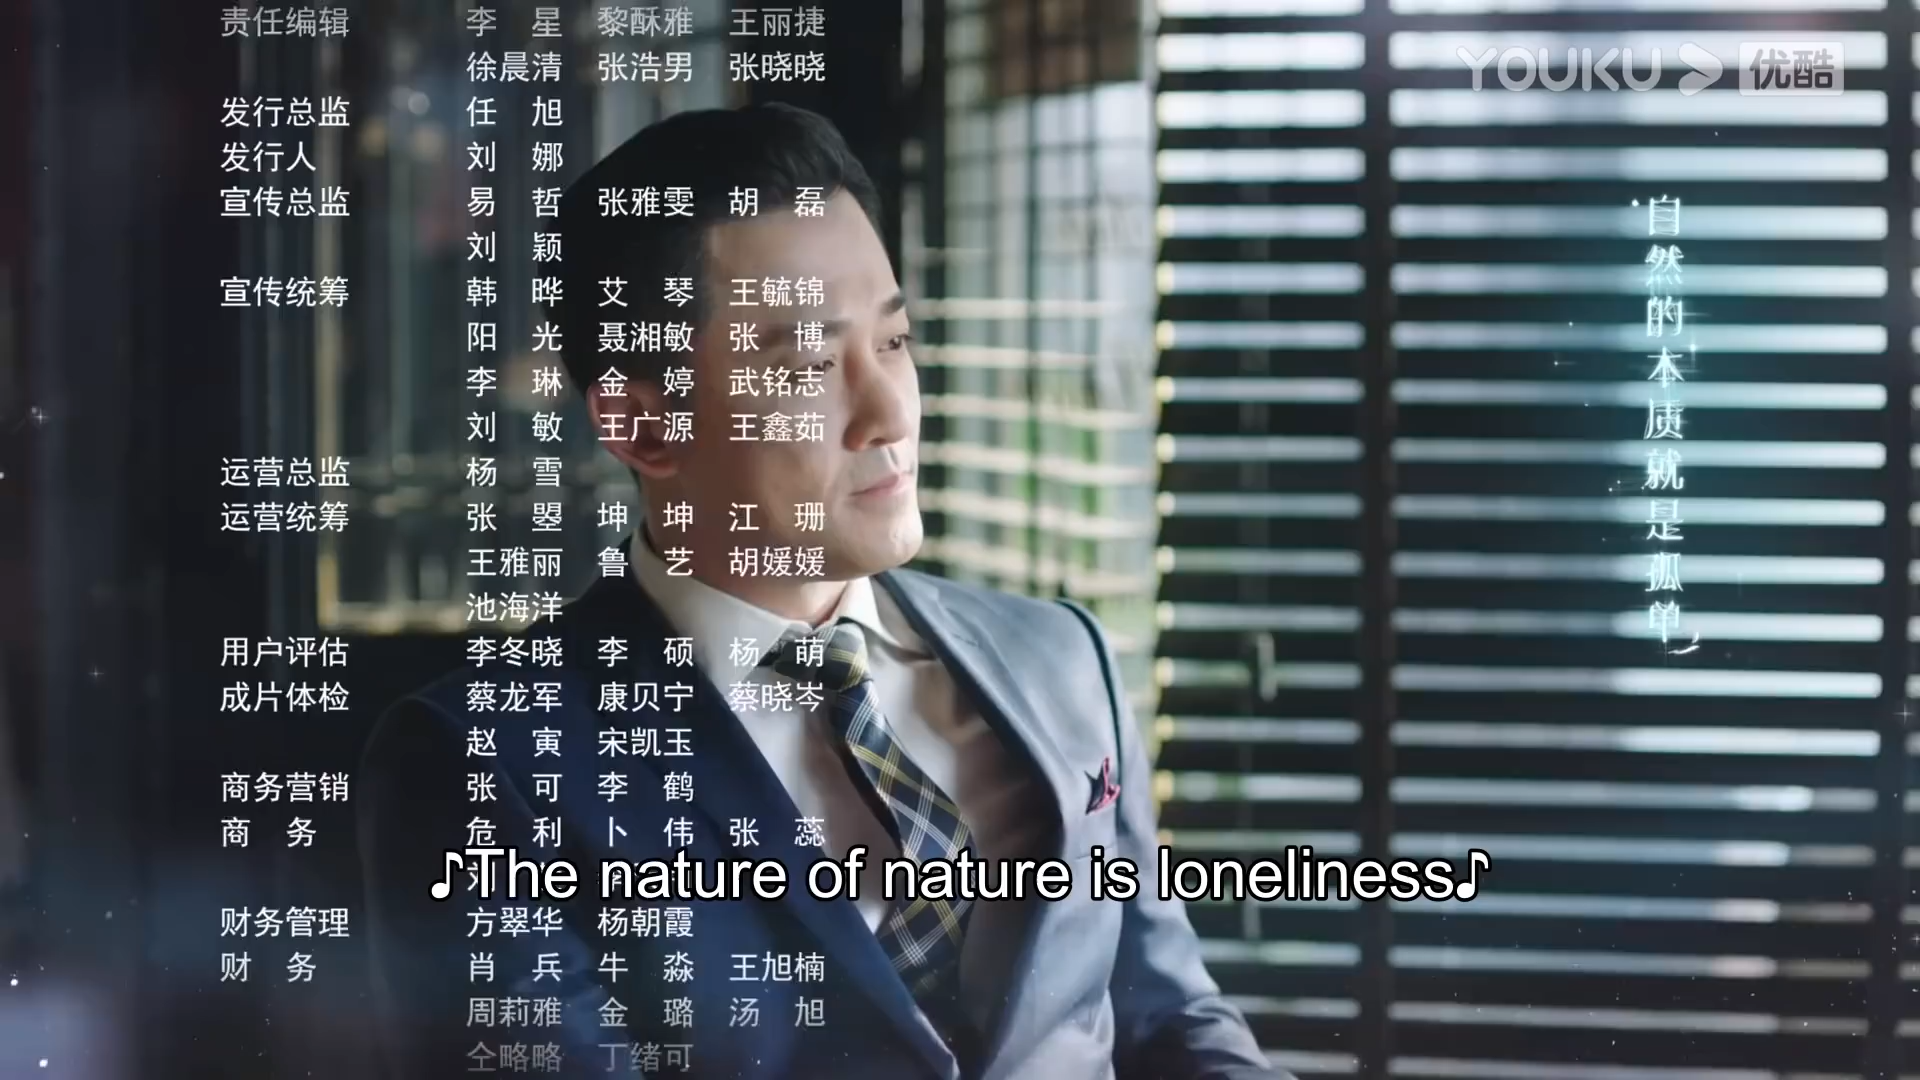 责任编辑 李 星 黎酥雅 王丽捷
徐晨清 张浩男 张晓晓
发行总监 任 旭
发行人 刘 娜
宣传总监 易 哲 张雅雯 胡 磊
刘 颖
宣传统筹 韩 晔 艾 琴 王毓锦
阳 光 聂湘敏 张 博
李 琳 金 婷 武铭志
刘 敏 王广源 王鑫茹
运营总监 杨 雪
运营统筹 张 曌 坤 坤 江 珊
王雅丽 鲁 艺 胡媛媛
池海洋
用户评估 李冬晓 李 硕 杨 萌
成片体检 蔡龙军 康贝宁 蔡晓岑
赵 寅 宋凯玉
商务营销 张 可 李 鹤
商 务 危 利 卜 伟 张 蕊
刘
财务管理 方翠华 杨朝霞
财 务 肖 兵 牛 淼 王旭楠
周莉雅 金 璐 汤 旭
仝略略 丁绪可
YOUKU 优酷
自然的本质就是孤单
♪The nature of nature is loneliness♪